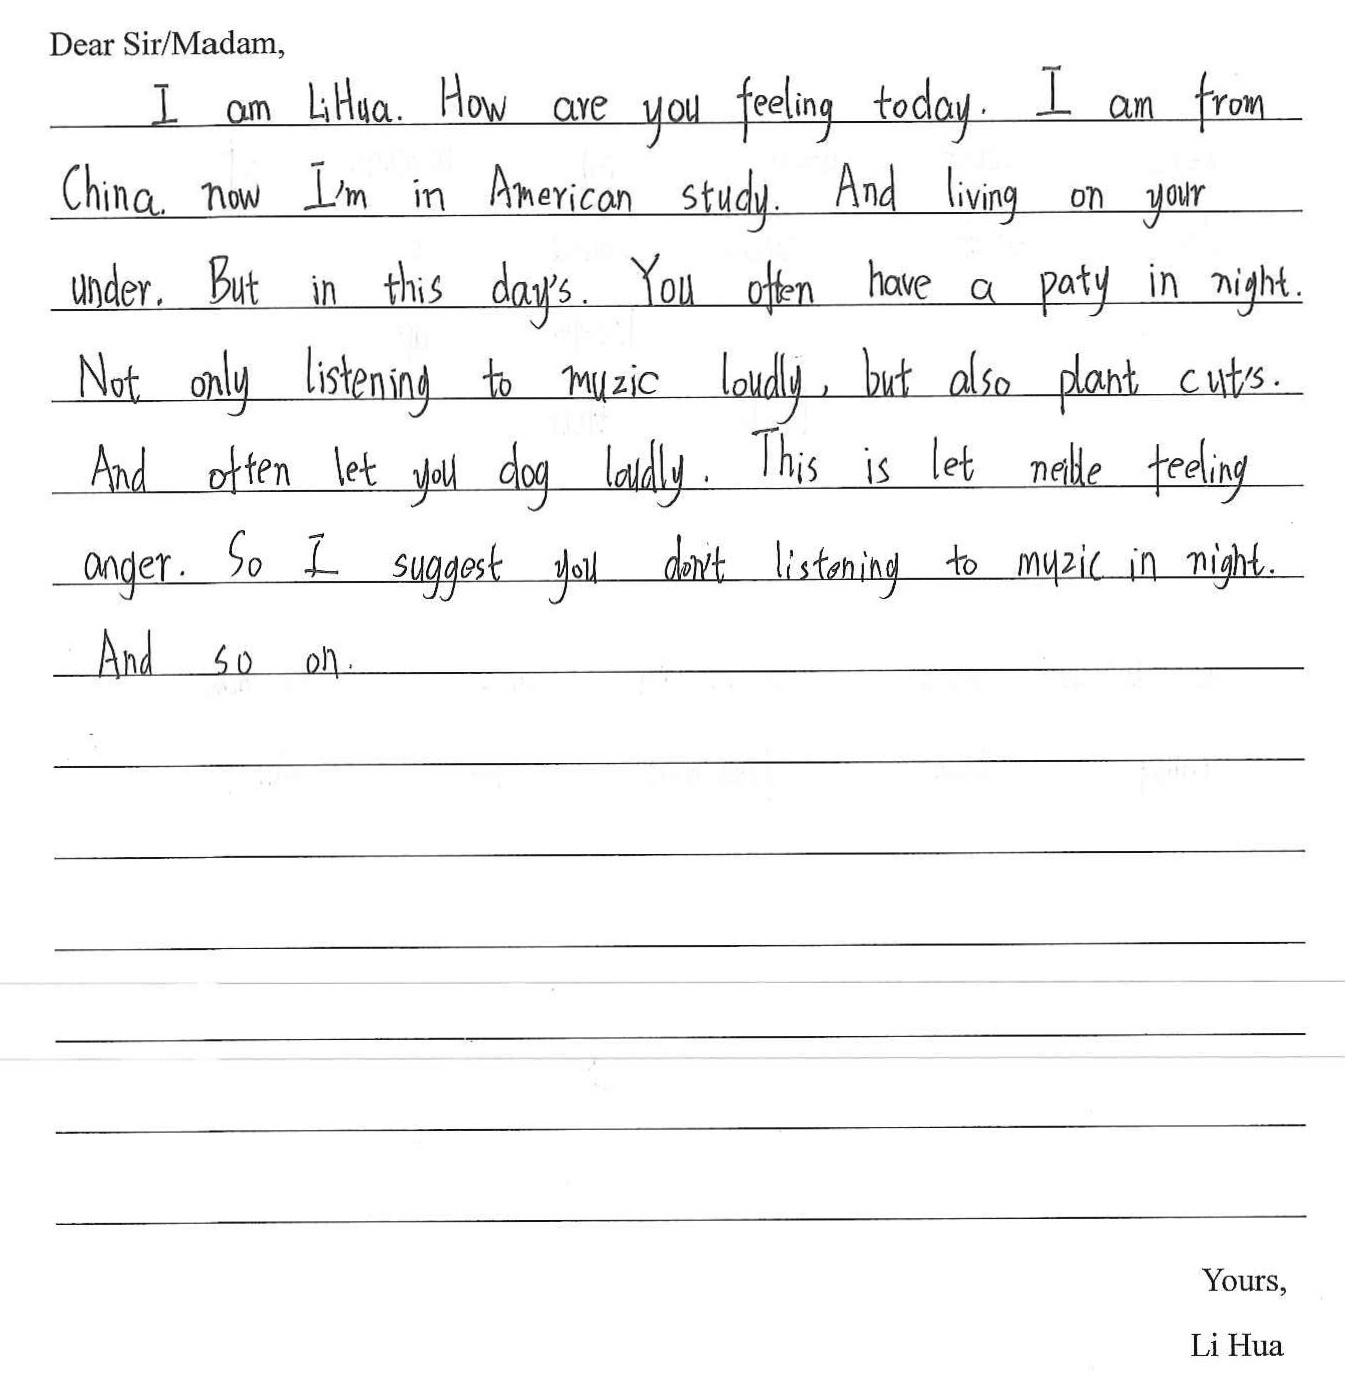 Dear Sir/Madam,
I am LiHua. How are you feeling today. I am from
China. now I'm in American study. And living on your
under. But in this day's. You often have a paty in night.
Not only listening to muzic loudly, but also plant cut's.
And often let you dog loudly. This is let neible feeling
anger. So I suggest you don't listening to muzic in night.
And so on.
Yours,
Li Hua